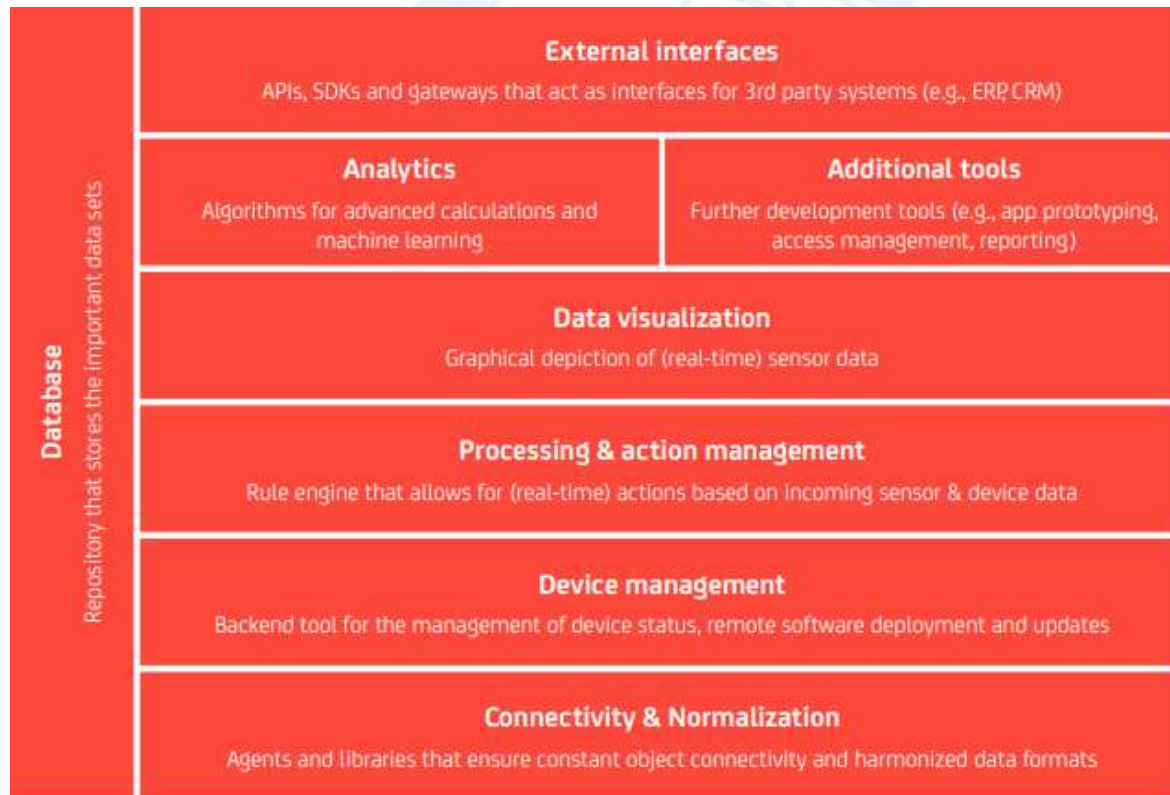 External interfaces
APIs, SDKs and gateways that act as interfaces for 3rd party systems (e.g., ERP, CRM)
Analytics
Algorithms for advanced calculations and
machine learning
Additional tools
Further development tools (e.g., app prototyping,
access management, reporting)
Data visualization
Graphical depiction of (real-time) sensor data
Processing & action management
Rule engine that allows for (real-time) actions based on incoming sensor & device data
Device management
Backend tool for the management of device status, remote software deployment and updates
Connectivity & Normalization
Agents and libraries that ensure constant object connectivity and harmonized data formats
Database
Repository that stores the important data sets